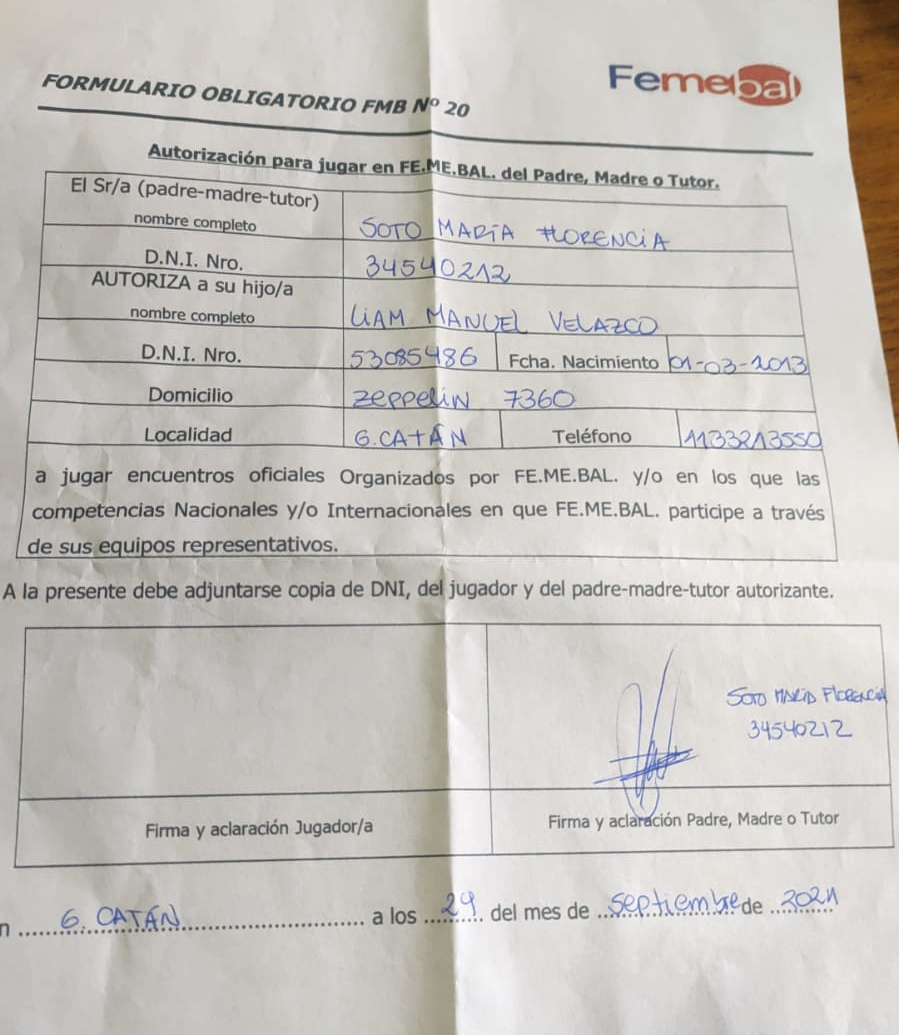 FORMULARIO OBLIGATORIO FMB Nº 20
Femebal
Autorización para jugar en FE.ME.BAL. del Padre, Madre o Tutor.
El Sr/a (padre-madre-tutor)
nombre completo
SOTO MARÍA FLORENCIA
D.N.I. Nro.
34540212
AUTORIZA a su hijo/a
nombre completo
LIAM MANUEL VELAZCO
D.N.I. Nro.
53085486
Fcha. Nacimiento
01-03-2013
Domicilio
Zeppelin 7360
Localidad
G.CATÁN
Teléfono
1133213550
a jugar encuentros oficiales Organizados por FE.ME.BAL. y/o en los que las
competencias Nacionales y/o Internacionales en que FE.ME.BAL. participe a través
de sus equipos representativos.
A la presente debe adjuntarse copia de DNI, del jugador y del padre-madre-tutor autorizante.
SOTO MARIA FLORENCIA
34540212
Firma y aclaración Jugador/a
Firma y aclaración Padre, Madre o Tutor
n ........ G. CATÁN ........ a los ..29.. del mes de ..septiembre de ..2021..